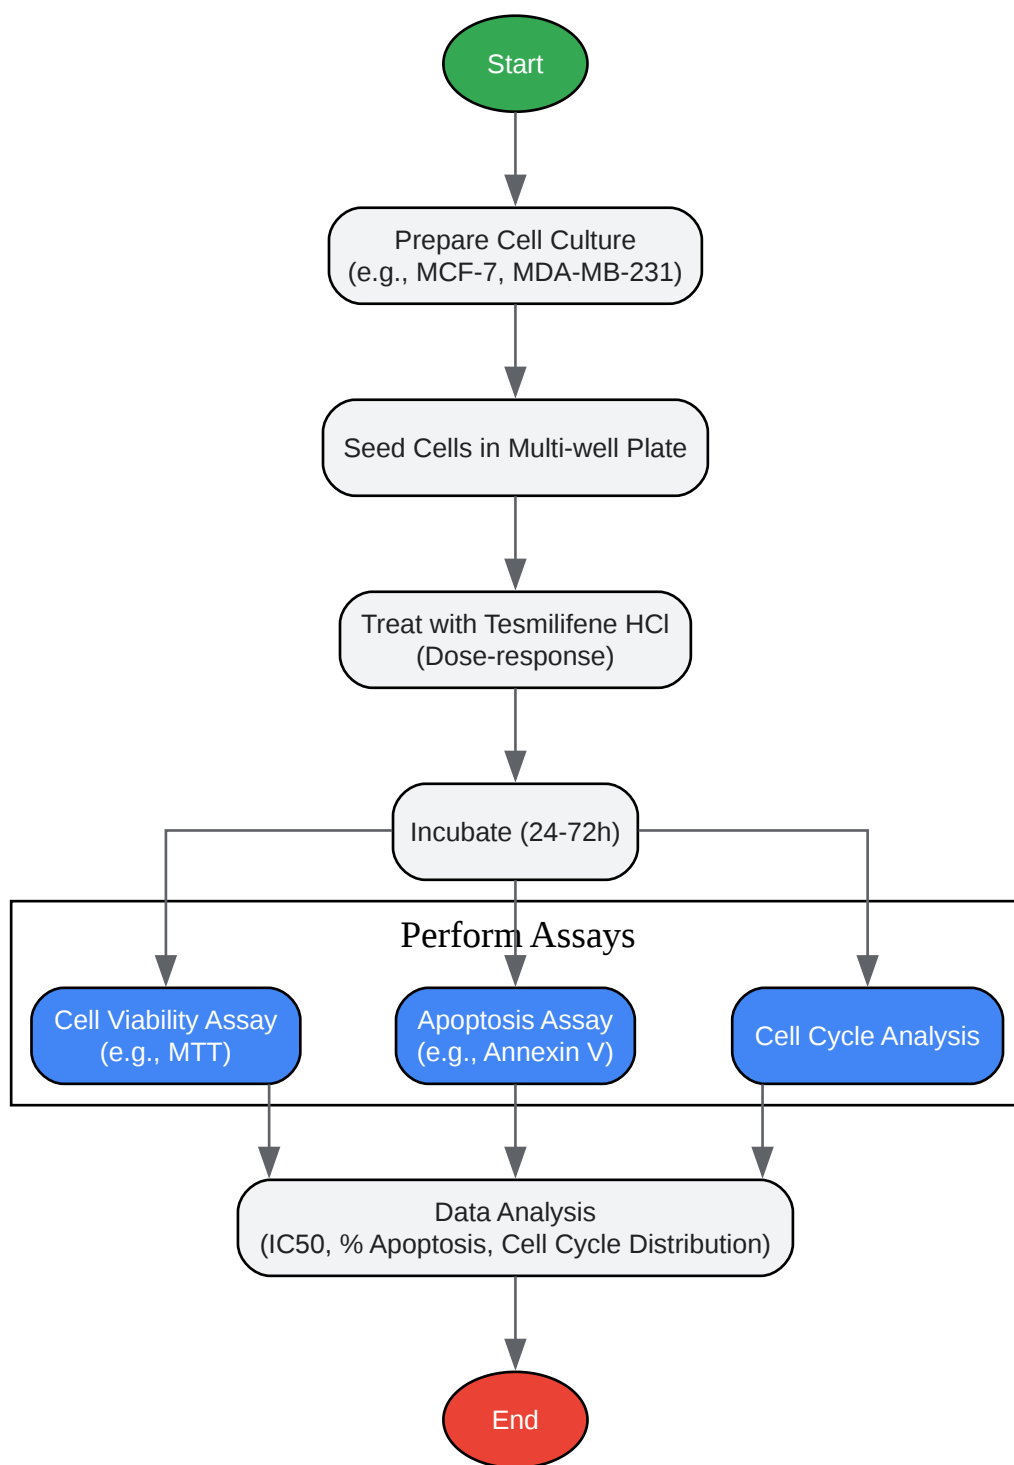 Start
Prepare Cell Culture
(e.g., MCF-7, MDA-MB-231)
Seed Cells in Multi-well Plate
Treat with Tesmilifene HCl
(Dose-response)
Incubate (24-72h)
Perform Assays
Cell Viability Assay
(e.g., MTT)
Apoptosis Assay
(e.g., Annexin V)
Cell Cycle Analysis
Data Analysis
(IC50, % Apoptosis, Cell Cycle Distribution)
End